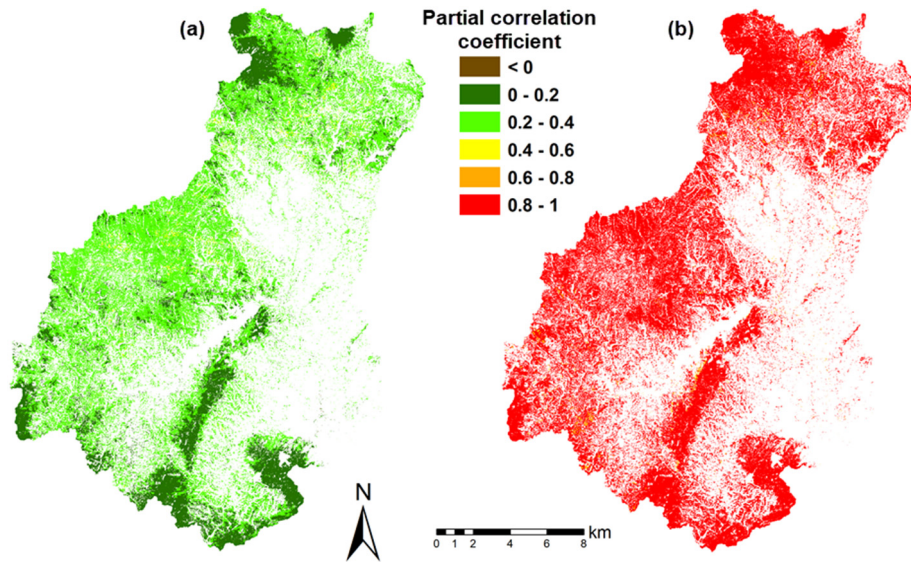 (a)
Partial correlation
coefficient
< 0
0 - 0.2
0.2 - 0.4
0.4 - 0.6
0.6 - 0.8
0.8 - 1
(b)
N
km
0 1 2 4 6 8